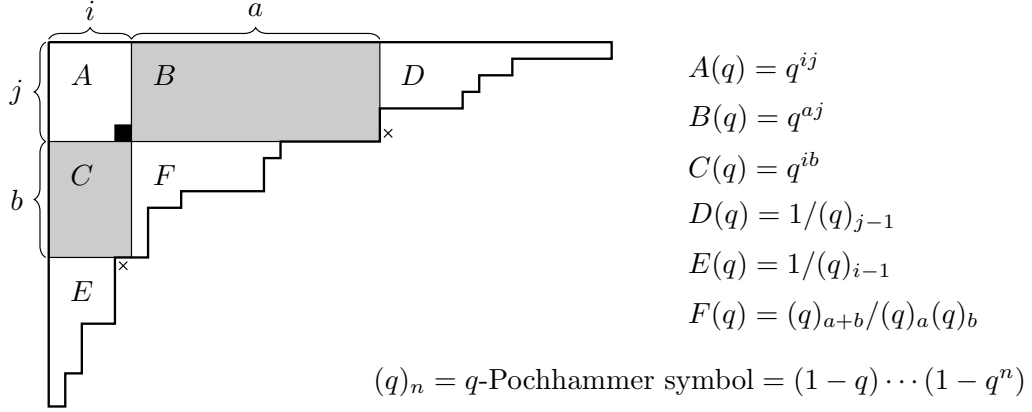 i a
A B D
j
C F
b
E
A(q) = q^{ij}
B(q) = q^{aj}
C(q) = q^{ib}
D(q) = 1/(q)_{j−1}
E(q) = 1/(q)_{i−1}
F(q) = (q)_{a+b}/(q)_a(q)_b
(q)_n = q-Pochhammer symbol = (1 − q) ⋯ (1 − q^n)